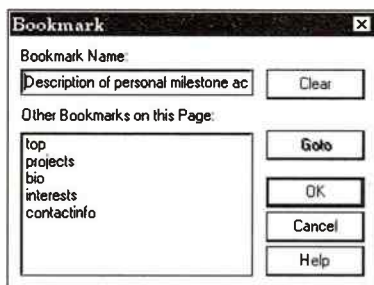 Bookmark
Bookmark Name:
Description of personal milestone ac
Clear
Other Bookmarks on this Page:
top
projects
bio
interests
contactinfo
Goto
OK
Cancel
Help